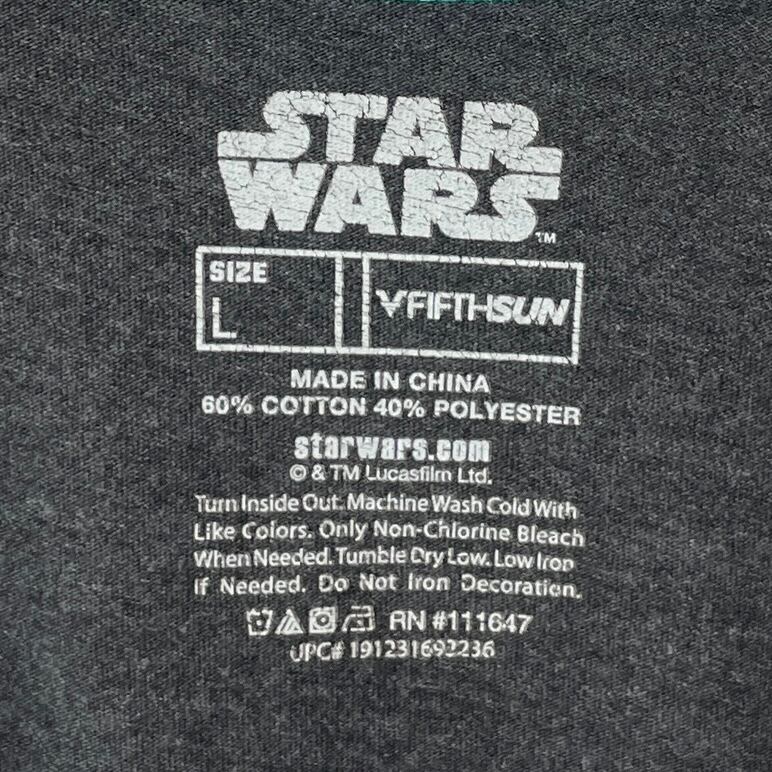 STAR
WARS™
SIZE
L
FIFTHSUN
MADE IN CHINA
60% COTTON 40% POLYESTER
starwars.com
© & TM Lucasfilm Ltd.
Turn Inside Out. Machine Wash Cold With
Like Colors. Only Non-Chlorine Bleach
When Needed. Tumble Dry Low. Low Iron
If Needed. Do Not Iron Decoration.
RN #111647
UPC# 191231692236